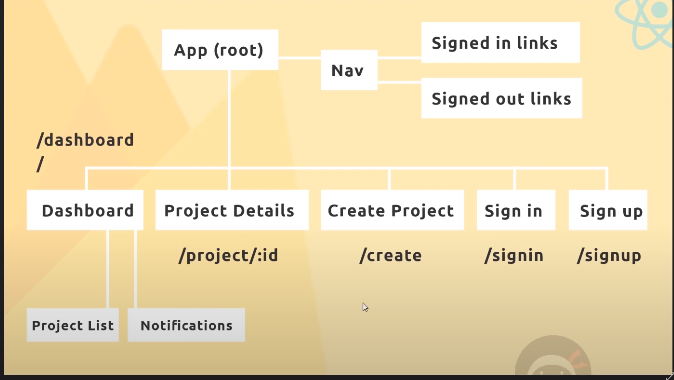 App (root)
Nav
Signed in links
Signed out links
/dashboard
/
Dashboard
Project Details
Create Project
Sign in
Sign up
/project/:id
/create
/signin
/signup
Project List
Notifications